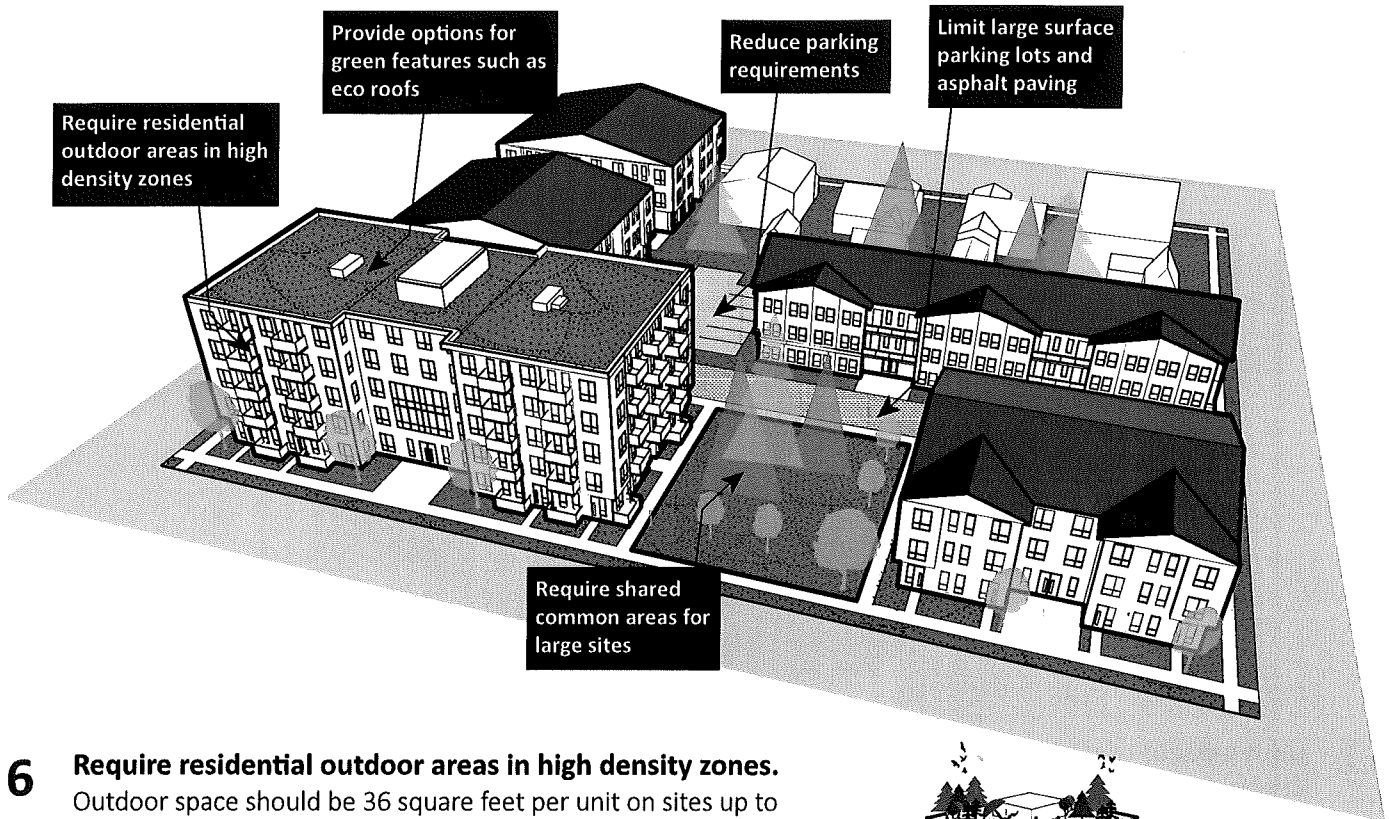 Provide options for
green features such as
eco roofs
Reduce parking
requirements
Limit large surface
parking lots and
asphalt paving
Require residential
outdoor areas in high
density zones
Require shared
common areas for
large sites
6
Require residential outdoor areas in high density zones.
Outdoor space should be 36 square feet per unit on sites up to